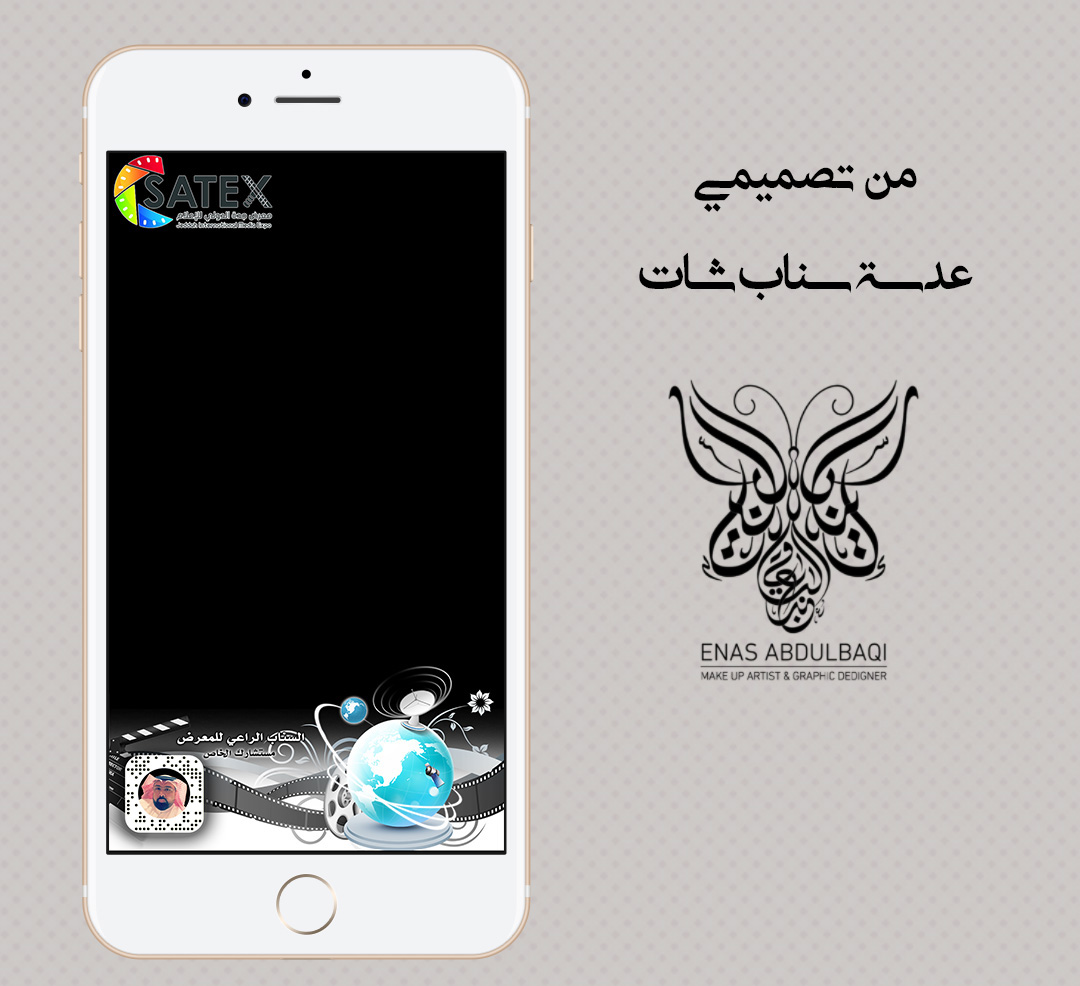 SATEX
معرض جدة الدولي للإعلام
Jeddah International Media Expo
السناب الراعي للمعرض
مستشارك الخاص
من تصميمي
عدسة سناب شات
ENAS ABDULBAQI
MAKE UP ARTIST & GRAPHIC DEDIGNER